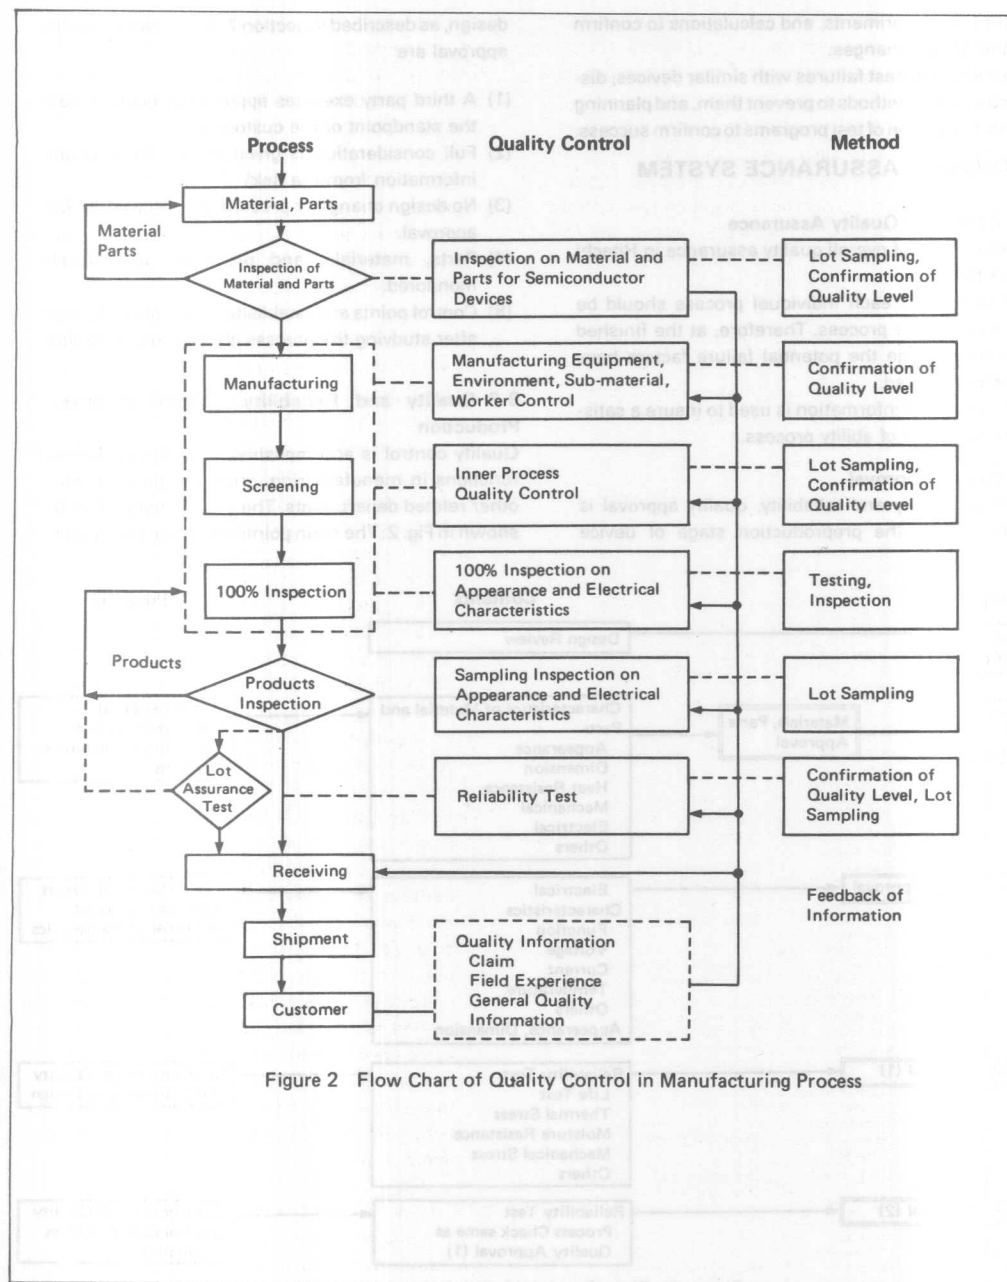 Process
Quality Control
Method
Material, Parts
Material
Parts
Inspection of
Material and Parts
Inspection on Material and
Parts for Semiconductor
Devices
Lot Sampling,
Confirmation of
Quality Level
Manufacturing
Manufacturing Equipment,
Environment, Sub-material,
Worker Control
Confirmation of
Quality Level
Screening
Inner Process
Quality Control
Lot Sampling,
Confirmation of
Quality Level
100% Inspection
100% Inspection on
Appearance and Electrical
Characteristics
Testing,
Inspection
Products
Products
Inspection
Sampling Inspection on
Appearance and Electrical
Characteristics
Lot Sampling
Lot
Assurance
Test
Reliability Test
Confirmation of
Quality Level, Lot
Sampling
Receiving
Feedback of
Information
Shipment
Quality Information
Claim
Field Experience
General Quality
Information
Customer
Figure 2 Flow Chart of Quality Control in Manufacturing Process